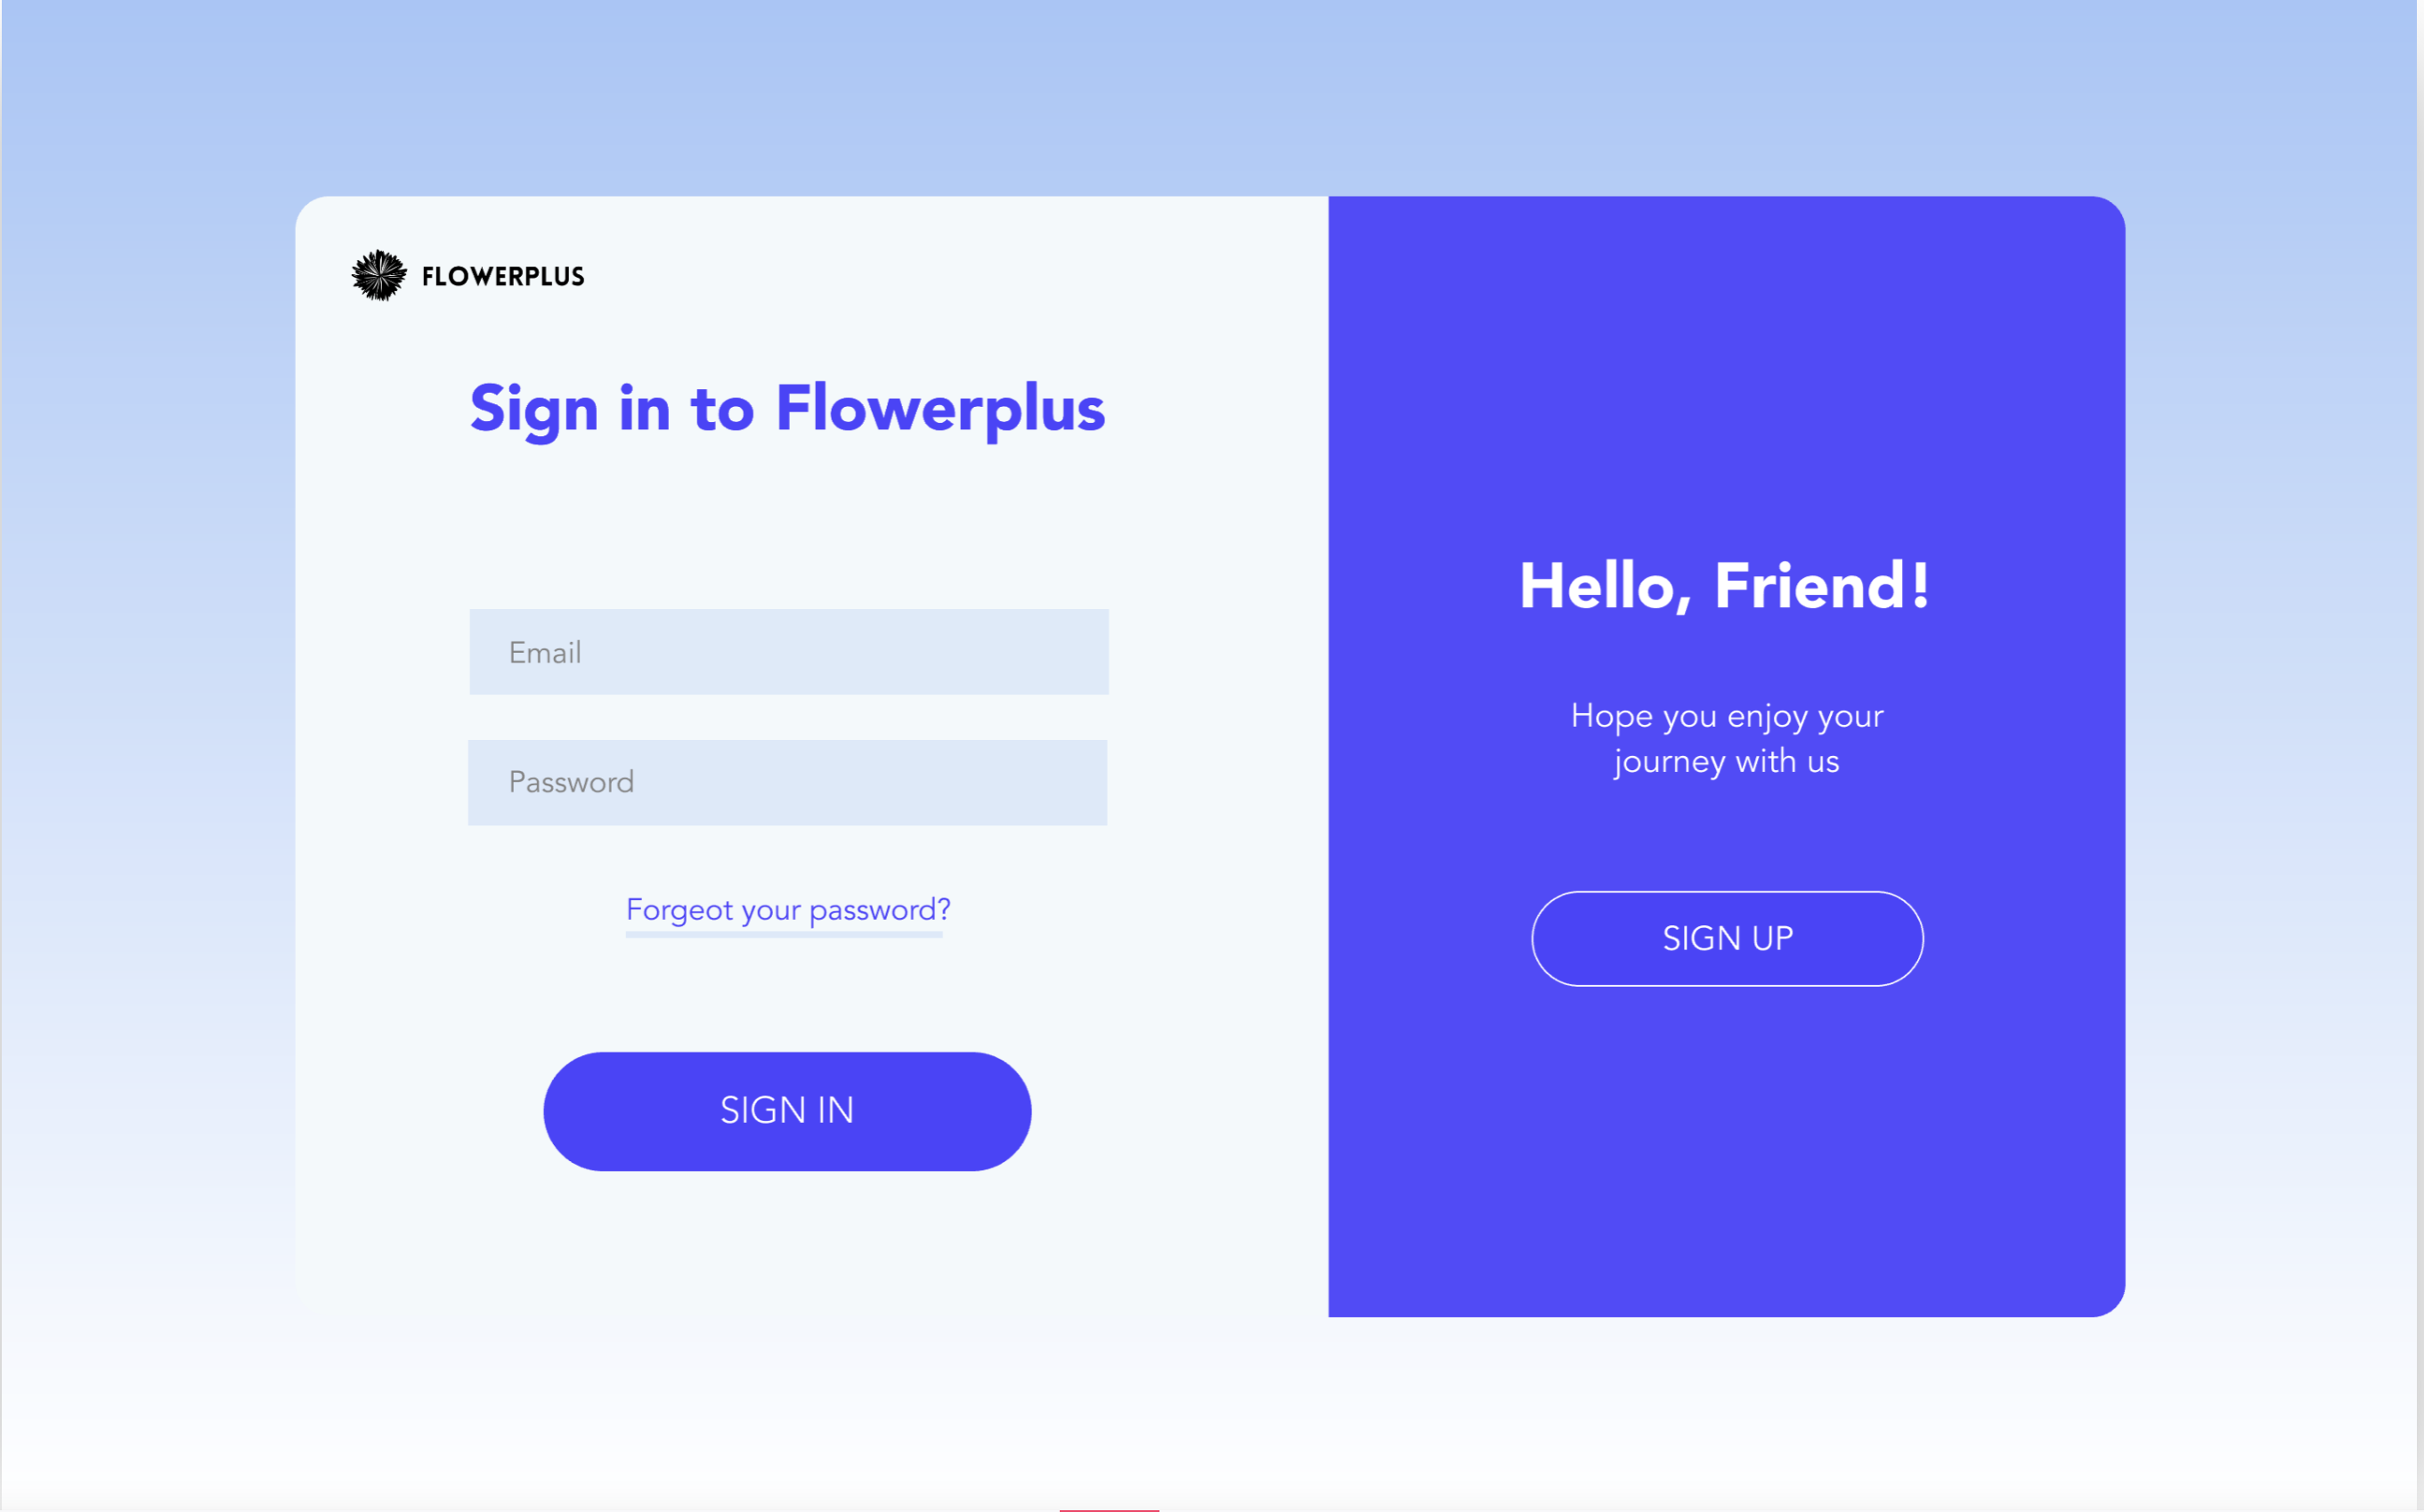 FLOWERPLUS
Sign in to Flowerplus
Email
Password
Forgeot your password?
SIGN IN
Hello, Friend!
Hope you enjoy your
journey with us
SIGN UP